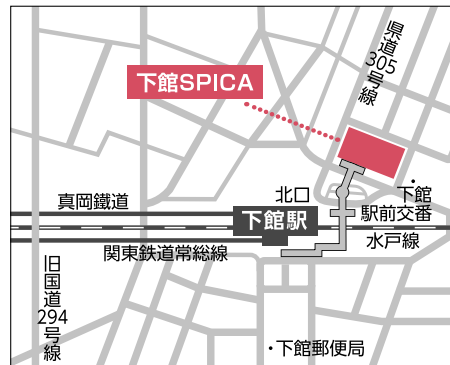 県道305号線
下館SPICA
北口
下館
駅前交番
真岡鐵道
下館駅
水戸線
関東鉄道常総線
旧国道294号線
・下館郵便局